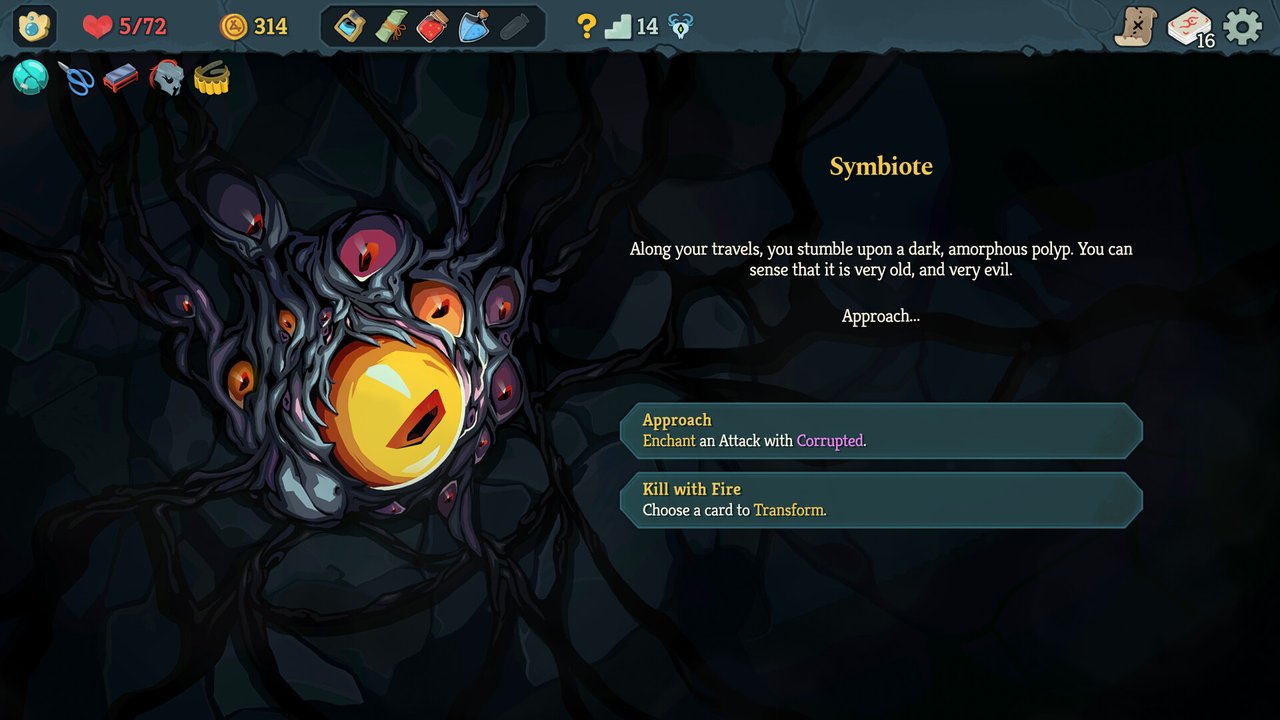 5/72
314
?
14
16
Symbiote
Along your travels, you stumble upon a dark, amorphous polyp. You can
sense that it is very old, and very evil.
Approach...
Approach
Enchant an Attack with Corrupted.
Kill with Fire
Choose a card to Transform.